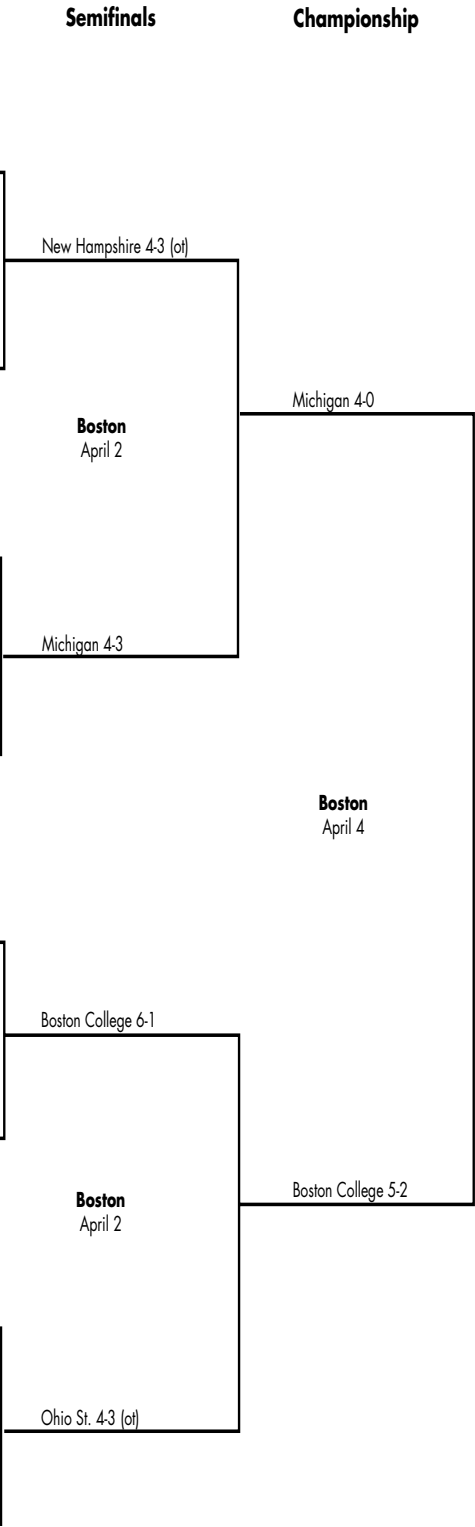 Semifinals
Championship
New Hampshire 4-3 (ot)
Michigan 4-0
Boston
April 2
Michigan 4-3
Boston
April 4
Boston College 6-1
Boston College 5-2
Boston
April 2
Ohio St. 4-3 (ot)